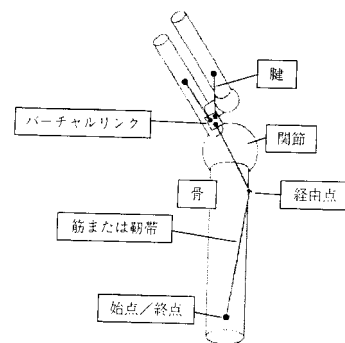 腱
バーチャルリンク
関節
骨
経由点
筋または靭帯
始点／終点